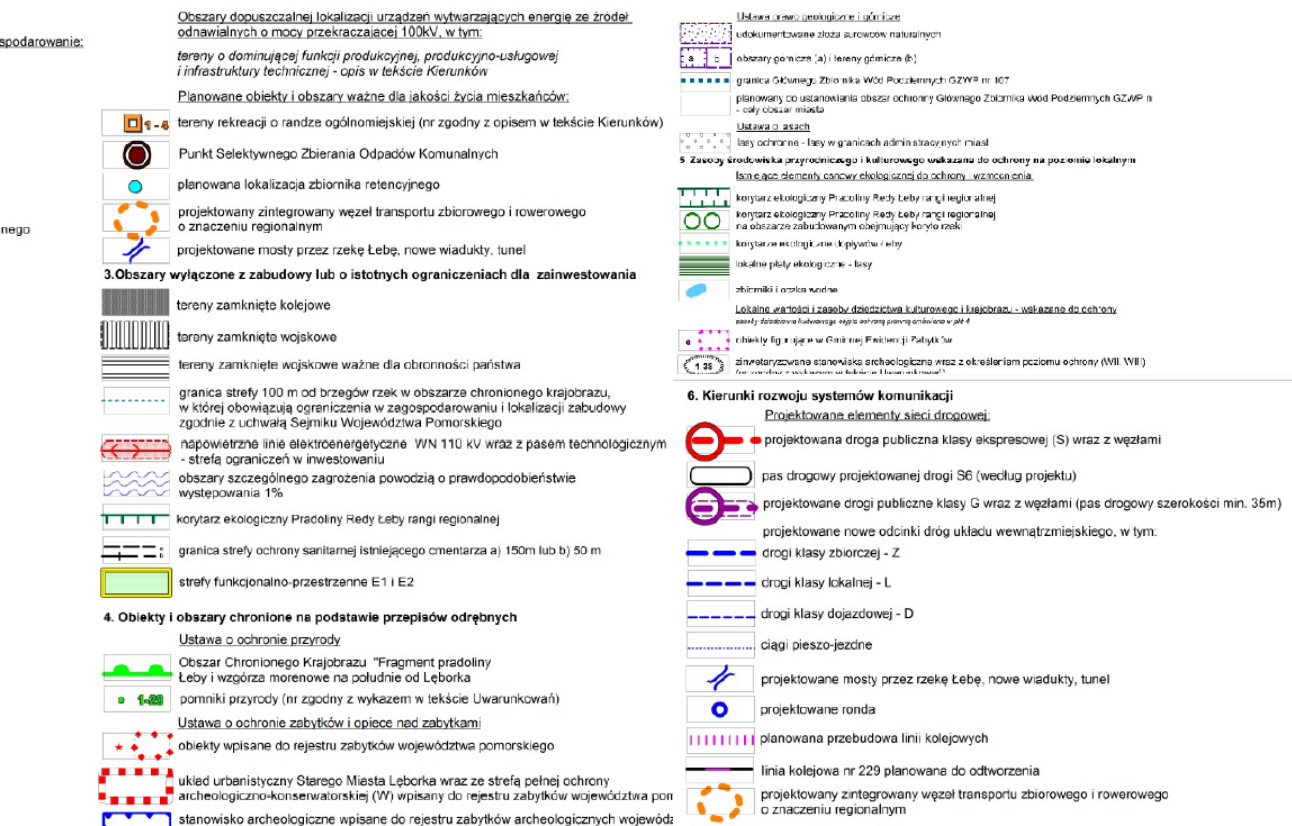 spodarowanie:
nego
Obszary dopuszczalnej lokalizacji urządzeń wytwarzających energię ze źródeł
odnawialnych o mocy przekraczającej 100kV, w tym:
tereny o dominującej funkcji produkcyjnej, produkcyjno-usługowej
i infrastruktury technicznej - opis w tekście Kierunków
Planowane obiekty i obszary ważne dla jakości życia mieszkańców:
1-4 tereny rekreacji o randze ogólnomiejskiej (nr zgodny z opisem w tekście Kierunków)
Punkt Selektywnego Zbierania Odpadów Komunalnych
planowana lokalizacja zbiornika retencyjnego
projektowany zintegrowany węzeł transportu zbiorowego i rowerowego
o znaczeniu regionalnym
projektowane mosty przez rzekę Łebę, nowe wiadukty, tunel
3.Obszary wyłączone z zabudowy lub o istotnych ograniczeniach dla zainwestowania
tereny zamknięte kolejowe
tereny zamknięte wojskowe
tereny zamknięte wojskowe ważne dla obronności państwa
granica strefy 100 m od brzegów rzek w obszarze chronionego krajobrazu,
w której obowiązują ograniczenia w zagospodarowaniu i lokalizacji zabudowy
zgodnie z uchwałą Sejmiku Województwa Pomorskiego
napowietrzne linie elektroenergetyczne WN 110 kV wraz z pasem technologicznym
- strefą ograniczeń w inwestowaniu
obszary szczególnego zagrożenia powodzią o prawdopodobieństwie
występowania 1%
korytarz ekologiczny Pradoliny Redy Łeby rangi regionalnej
granica strefy ochrony sanitarnej istniejącego cmentarza a) 150m lub b) 50 m
strefy funkcjonalno-przestrzenne E1 i E2
4. Obiekty i obszary chronione na podstawie przepisów odrębnych
Ustawa o ochronie przyrody
Obszar Chronionego Krajobrazu "Fragment pradoliny
Łeby i wzgórza morenowe na południe od Lęborka
1-29 pomniki przyrody (nr zgodny z wykazem w tekście Uwarunkowań)
Ustawa o ochronie zabytków i opiece nad zabytkami
obiekty wpisane do rejestru zabytków województwa pomorskiego
układ urbanistyczny Starego Miasta Lęborka wraz ze strefą pełnej ochrony
archeologiczno-konserwatorskiej (W) wpisany do rejestru zabytków województwa pom
stanowisko archeologiczne wpisane do rejestru zabytków archeologicznych wojewódz
Ustawa prawo geologiczne i górnicze
udokumentowane złoża surowców naturalnych
a b obszary górnicze (a) i tereny górnicze (b)
granica Głównego Zbiornika Wód Podziemnych GZWP nr 107
planowany do ustanowienia obszar ochronny Głównego Zbiornika Wód Podziemnych GZWP n
- cały obszar miasta
Ustawa o lasach
lasy ochronne - lasy w granicach administracyjnych miast
5. Zasoby środowiska przyrodniczego i kulturowego wskazane do ochrony na poziomie lokalnym
Istniejące elementy osnowy ekologicznej do ochrony i wzmocnienia:
korytarz ekologiczny Pradoliny Redy Łeby rangi regionalnej
korytarz ekologiczny Pradoliny Redy Łeby rangi regionalnej
na obszarze zabudowanym obejmujący koryto rzeki
korytarze ekologiczne dopływów Łeby
lokalne płaty ekologiczne - lasy
zbiorniki i oczka wodne
Lokalne wartości i zasoby dziedzictwa kulturowego i krajobrazu - wskazane do ochrony
obiekty figurujące w Gminnej Ewidencji Zabytków
1-38 zinwetaryzowane stanowiska archeologiczne wraz z określeniem poziomu ochrony (WII, WIII)
6. Kierunki rozwoju systemów komunikacji
Projektowane elementy sieci drogowej:
projektowana droga publiczna klasy ekspresowej (S) wraz z węzłami
pas drogowy projektowanej drogi S6 (według projektu)
projektowane drogi publiczne klasy G wraz z węzłami (pas drogowy szerokości min. 35m)
projektowane nowe odcinki dróg układu wewnątrzmiejskiego, w tym:
drogi klasy zbiorczej - Z
drogi klasy lokalnej - L
drogi klasy dojazdowej - D
ciągi pieszo-jezdne
projektowane mosty przez rzekę Łebę, nowe wiadukty, tunel
projektowane ronda
planowana przebudowa linii kolejowych
linia kolejowa nr 229 planowana do odtworzenia
projektowany zintegrowany węzeł transportu zbiorowego i rowerowego
o znaczeniu regionalnym